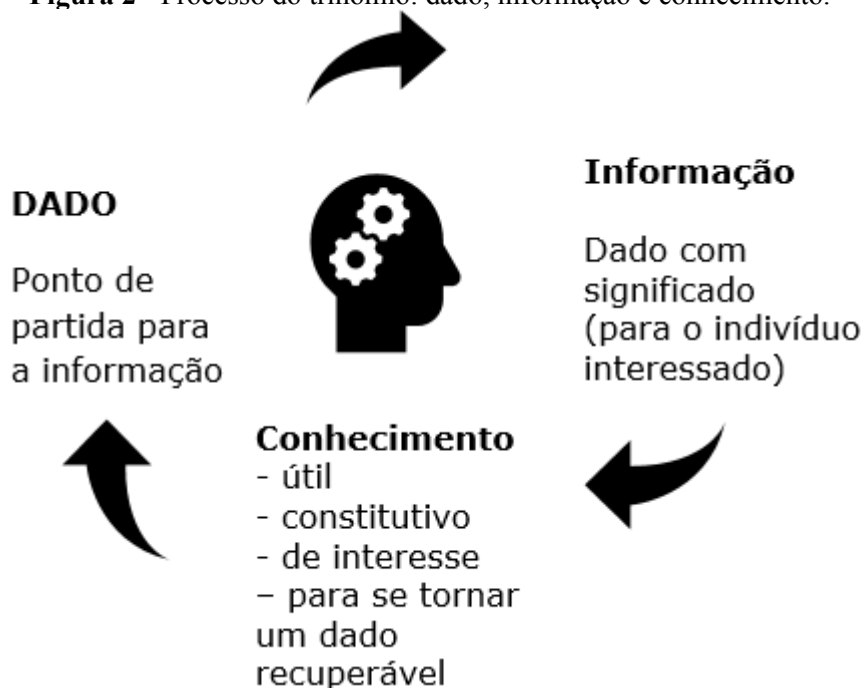 Figura 2 - Processo do trinômio: dado, informação e conhecimento.
DADO
Ponto de
partida para
a informação
Informação
Dado com
significado
(para o indivíduo
interessado)
Conhecimento
- útil
- constitutivo
- de interesse
– para se tornar
um dado
recuperável